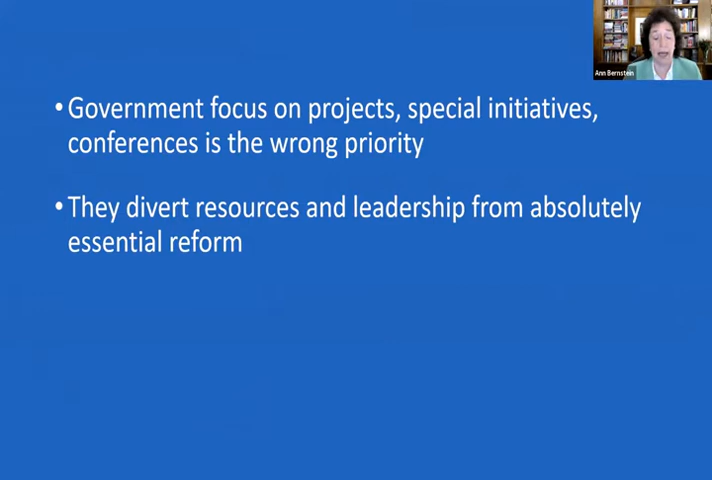 Ann Bernstein
• Government focus on projects, special initiatives,
conferences is the wrong priority
• They divert resources and leadership from absolutely
essential reform